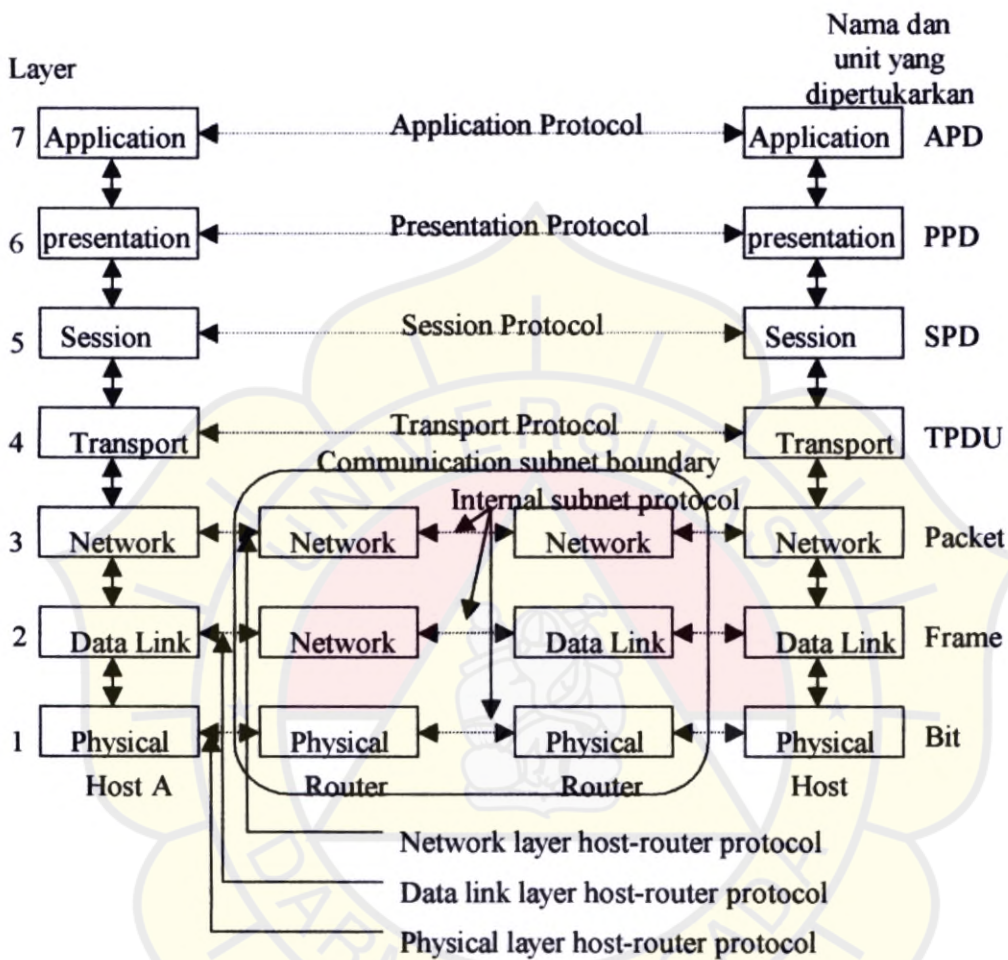 Nama dan
unit yang
dipertukarkan
Layer
7 Application Application Protocol Application APD
6 presentation Presentation Protocol presentation PPD
5 Session Session Protocol Session SPD
4 Transport Transport Protocol Transport TPDU
Communication subnet boundary
Internal subnet protocol
3 Network Network Network Network Packet
2 Data Link Network Data Link Data Link Frame
1 Physical Physical Physical Physical Bit
Host A Router Router Host
Network layer host-router protocol
Data link layer host-router protocol
Physical layer host-router protocol
UNIVERSITAS
DARMA PERSADA